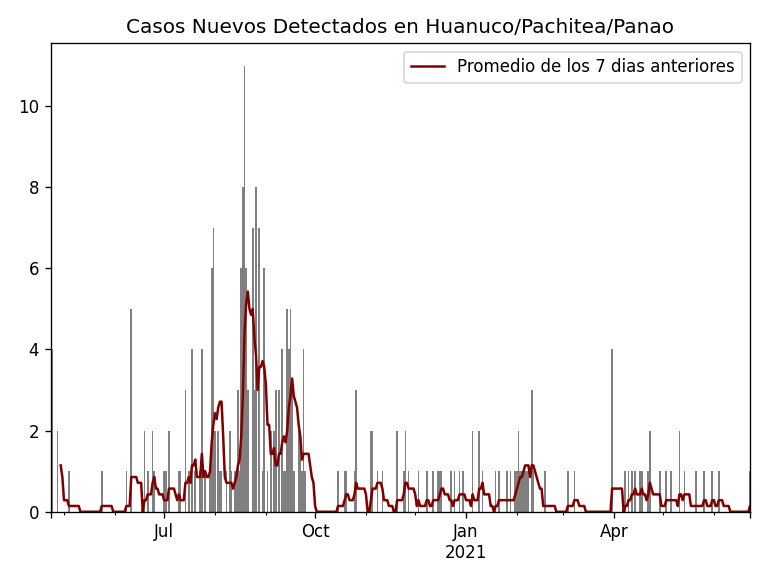 Casos Nuevos Detectados en Huanuco/Pachitea/Panao
Promedio de los 7 dias anteriores
10
8
6
4
2
0
Jul
Oct
Jan
2021
Apr